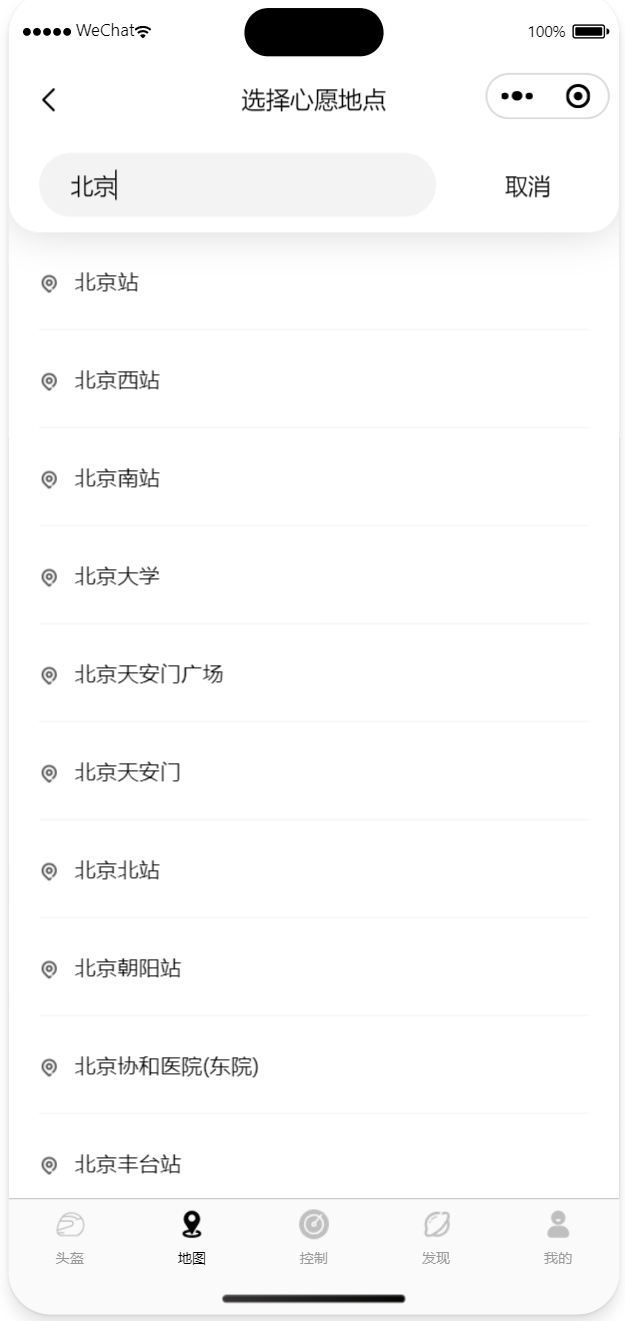 WeChat
100%
选择心愿地点
北京
取消
北京站
北京西站
北京南站
北京大学
北京天安门广场
北京天安门
北京北站
北京朝阳站
北京协和医院(东院)
北京丰台站
头盔
地图
控制
发现
我的